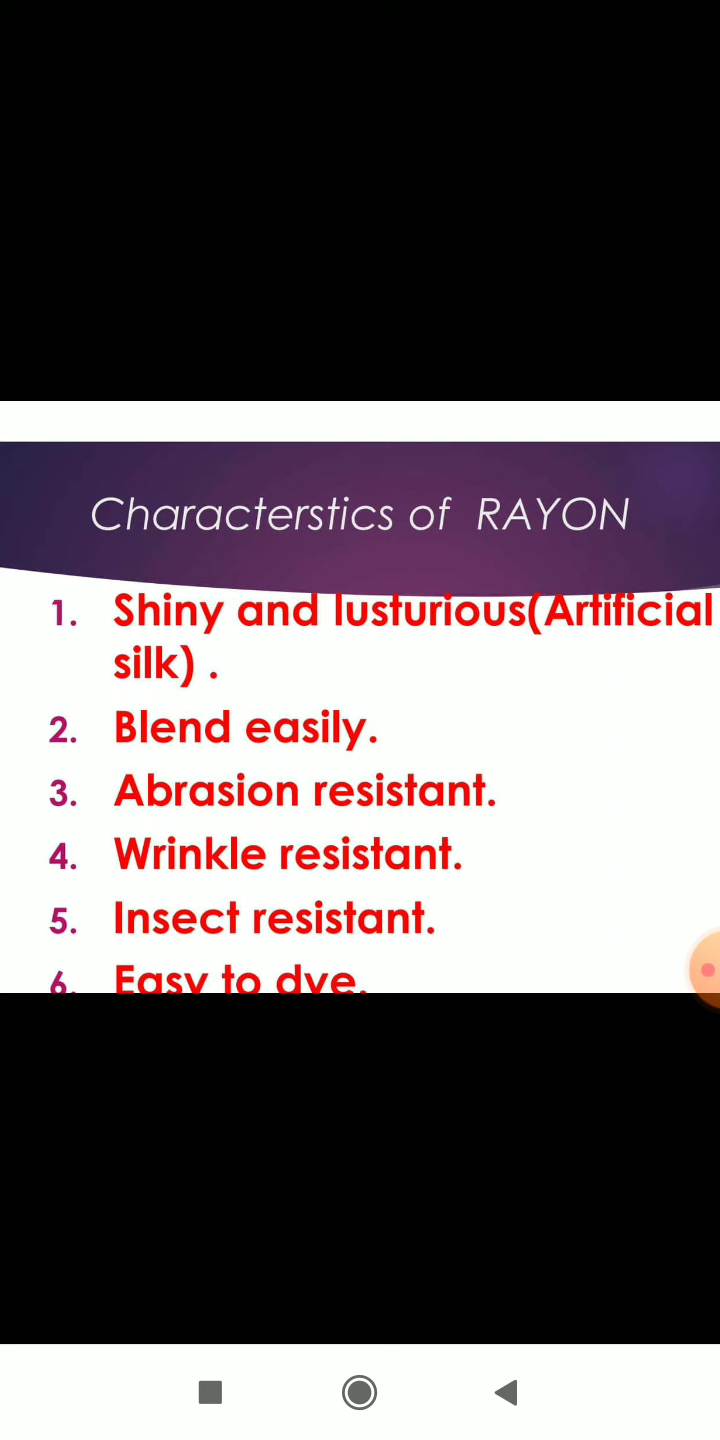 Characterstics of RAYON
1. Shiny and lusturious(Artificial
silk) .
2. Blend easily.
3. Abrasion resistant.
4. Wrinkle resistant.
5. Insect resistant.
6. Easy to dye.